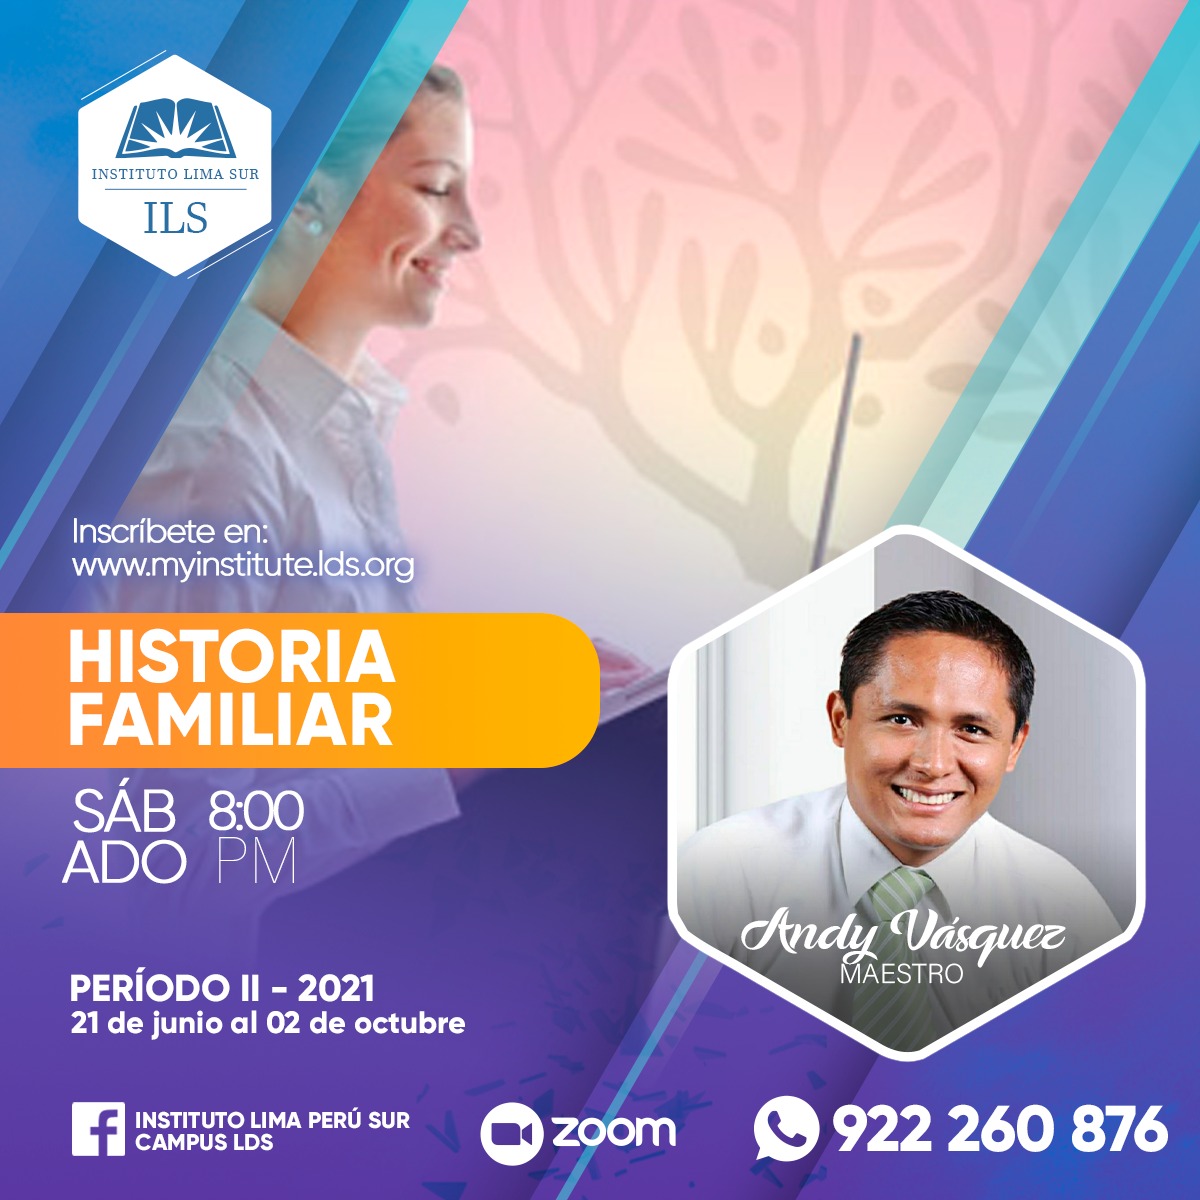 INSTITUTO LIMA SUR
ILS
Inscríbete en:
www.myinstitute.lds.org
HISTORIA
FAMILIAR
SÁB
ADO
8:00
PM
Andy Vásquez
MAESTRO
PERÍODO II - 2021
21 de junio al 02 de octubre
INSTITUTO LIMA PERÚ SUR
CAMPUS LDS
zoom
922 260 876